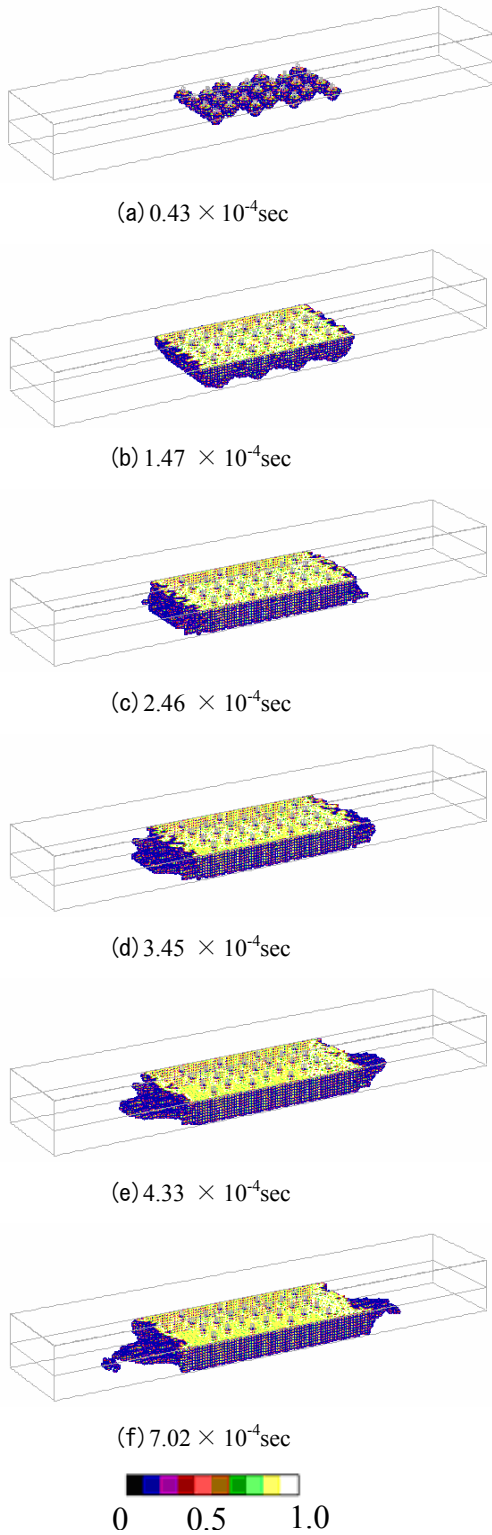 (a) 0.43 × 10⁻⁴sec
(b) 1.47 × 10⁻⁴sec
(c) 2.46 × 10⁻⁴sec
(d) 3.45 × 10⁻⁴sec
(e) 4.33 × 10⁻⁴sec
(f) 7.02 × 10⁻⁴sec
0 0.5 1.0